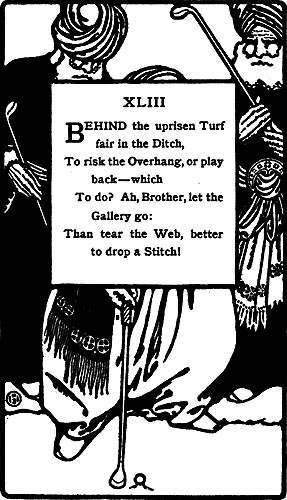 XLIII
BEHIND the uprisen Turf
fair in the Ditch,
To risk the Overhang, or play
back—which
To do? Ah, Brother, let the
Gallery go:
Than tear the Web, better
to drop a Stitch!